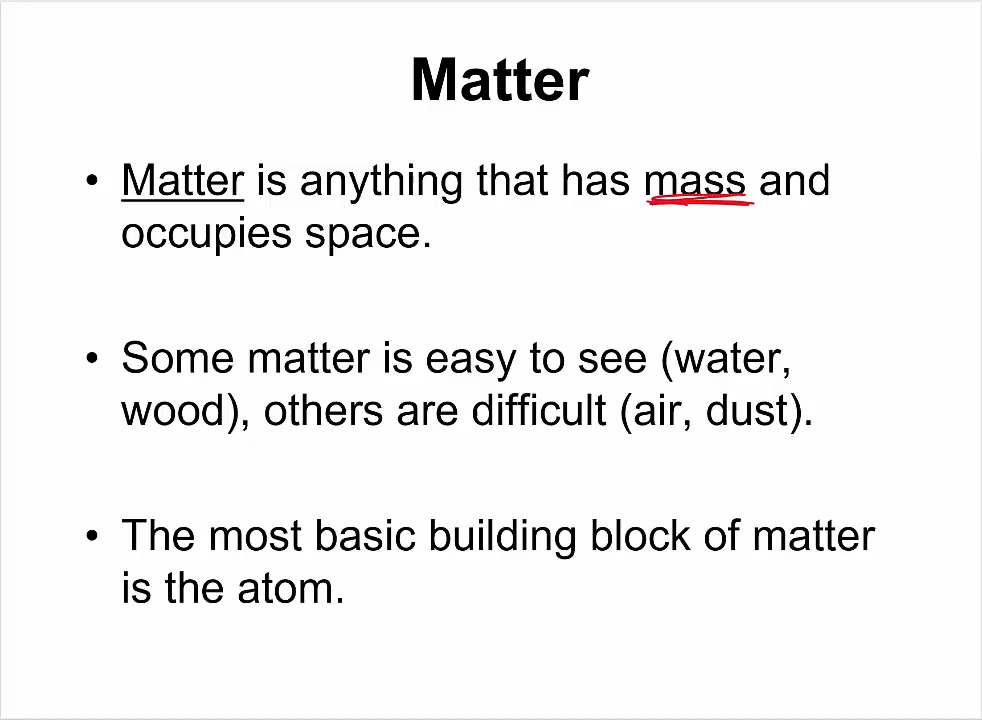 Matter
• Matter is anything that has mass and
occupies space.
• Some matter is easy to see (water,
wood), others are difficult (air, dust).
• The most basic building block of matter
is the atom.